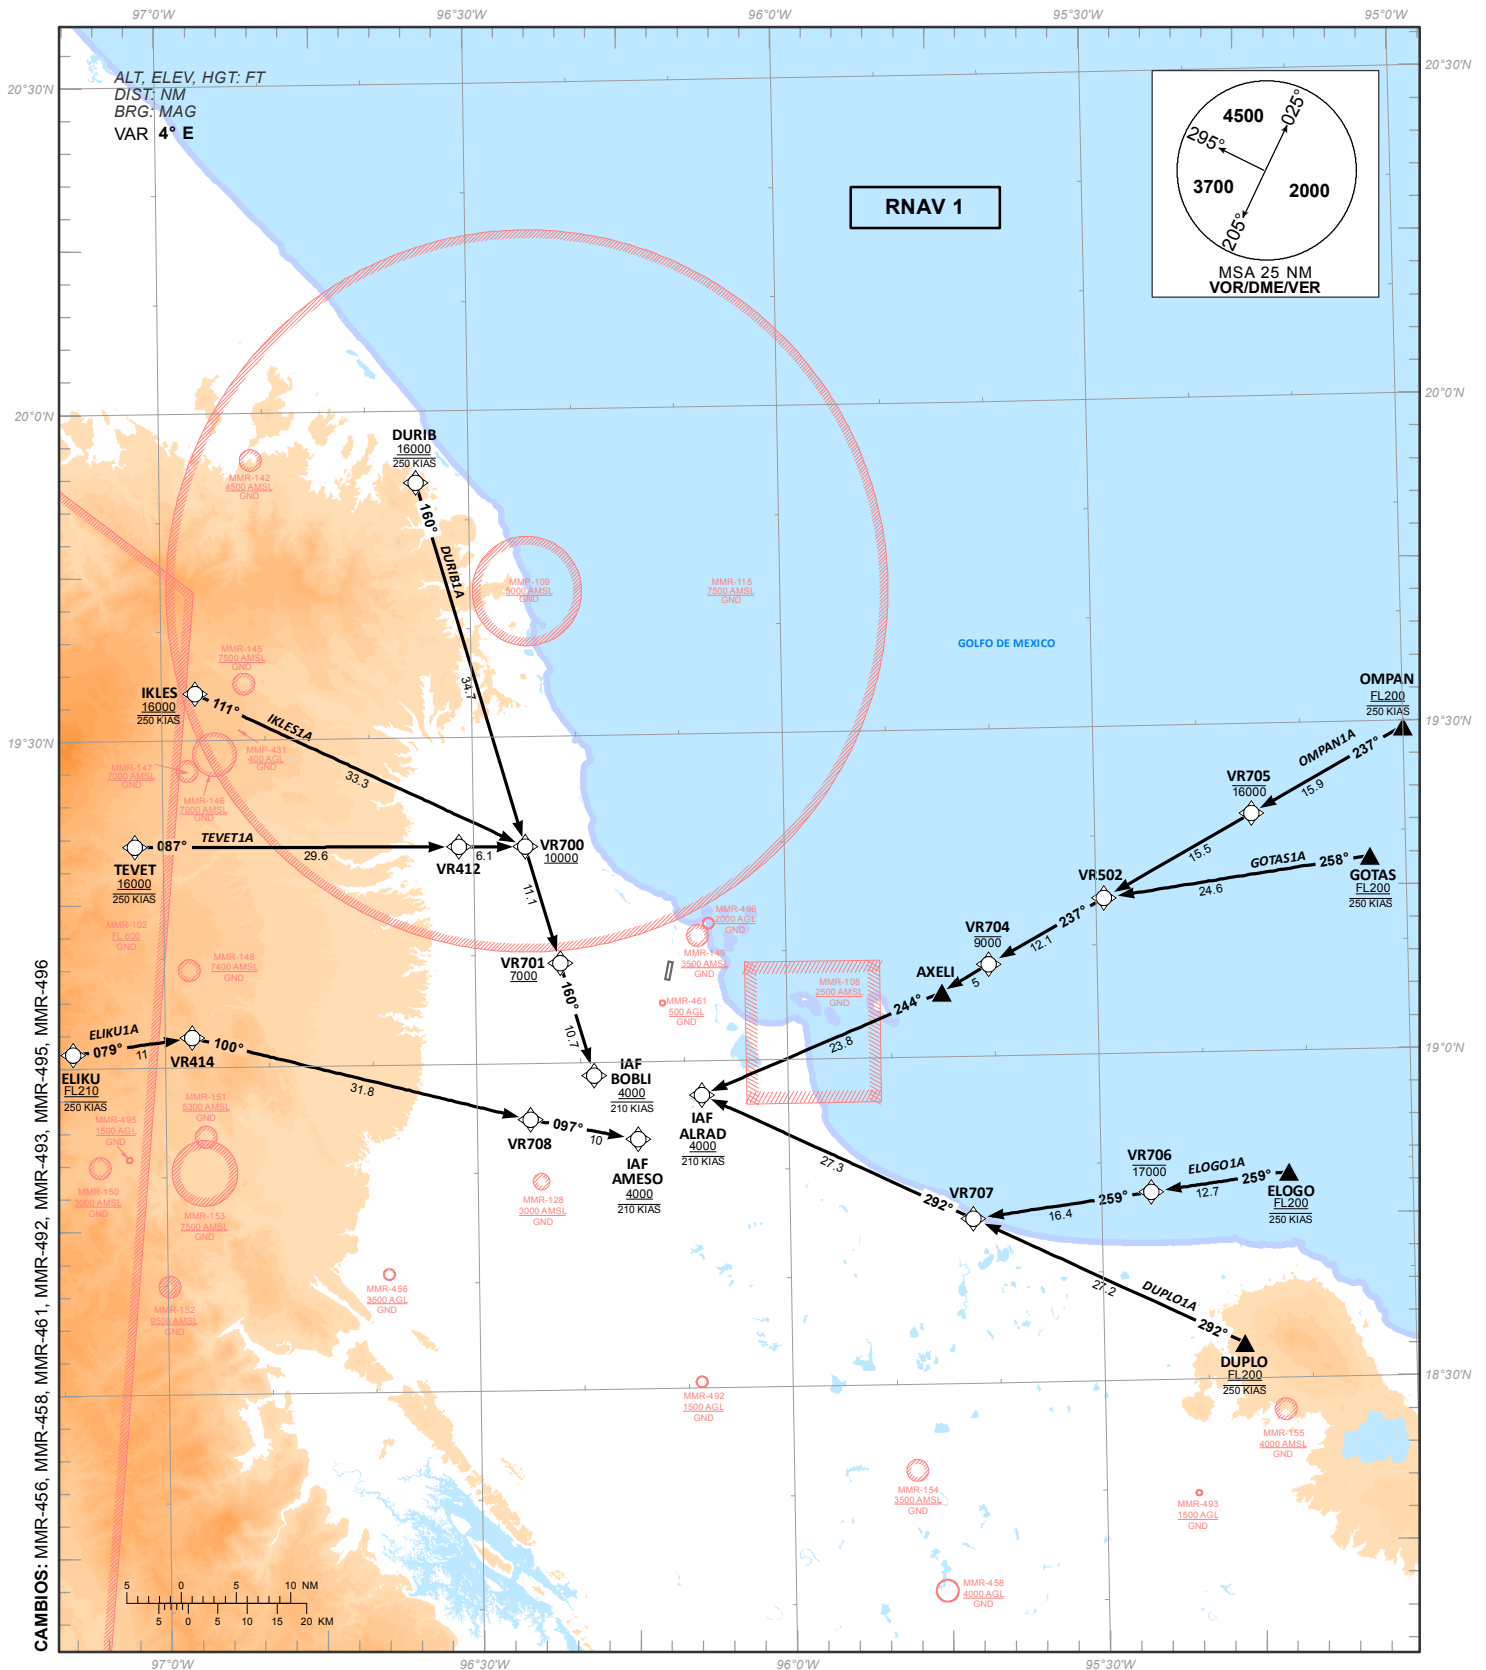 97°0'W
96°30'W
96°0'W
95°30'W
95°0'W
20°30'N
20°30'N
ALT, ELEV, HGT: FT
DIST: NM
BRG: MAG
VAR 4° E
4500
025°
295°
3700
2000
205°
MSA 25 NM
VOR/DME/VER
RNAV 1
20°0'N
20°0'N
DURIB
16000
250 KIAS
160°
DURIB1A
34.7
MMR-142
4500 AMSL
GND
MMP-109
5000 AMSL
GND
MMR-115
7500 AMSL
GND
GOLFO DE MEXICO
MMR-145
7500 AMSL
GND
IKLES
16000
250 KIAS
111°
IKLES1A
33.3
OMPAN
FL200
250 KIAS
237°
OMPAN1A
15.9
19°30'N
19°30'N
MMP-431
400 AGL
GND
MMR-147
7000 AMSL
GND
MMR-146
7000 AMSL
GND
VR705
16000
15.5
TEVET
16000
250 KIAS
087°
TEVET1A
29.6
VR412
6.1
VR700
10000
11.1
GOTAS1A
258°
24.6
GOTAS
FL200
250 KIAS
VR502
237°
12.1
MMR-496
2000 AGL
GND
MMR-149
3500 AMSL
GND
MMR-102
FL 600
GND
MMR-148
7400 AMSL
GND
VR701
7000
160°
10.7
VR704
9000
5
AXELI
244°
23.8
MMR-108
2500 AMSL
GND
MMR-461
500 AGL
GND
ELIKU1A
079°
11
ELIKU
FL210
250 KIAS
VR414
100°
31.8
19°0'N
19°0'N
IAF
BOBLI
4000
210 KIAS
IAF
ALRAD
4000
210 KIAS
VR708
097°
10
IAF
AMESO
4000
210 KIAS
MMR-151
5300 AMSL
GND
MMR-495
1500 AGL
GND
MMR-150
3000 AMSL
GND
MMR-153
7500 AMSL
GND
MMR-128
3000 AMSL
GND
27.3
292°
VR707
16.4
259°
VR706
17000
ELOGO1A
12.7
259°
ELOGO
FL200
250 KIAS
MMR-456
3500 AGL
GND
MMR-152
9500 AMSL
GND
27.2
DUPLO1A
292°
DUPLO
FL200
250 KIAS
18°30'N
MMR-492
1500 AGL
GND
MMR-155
4000 AMSL
GND
MMR-154
3500 AMSL
GND
MMR-493
1500 AGL
GND
MMR-458
4000 AGL
GND
5 0 5 10 NM
5 0 5 10 15 20 KM
CAMBIOS: MMR-456, MMR-458, MMR-461, MMR-492, MMR-493, MMR-495, MMR-496
97°0'W
96°30'W
96°0'W
95°30'W